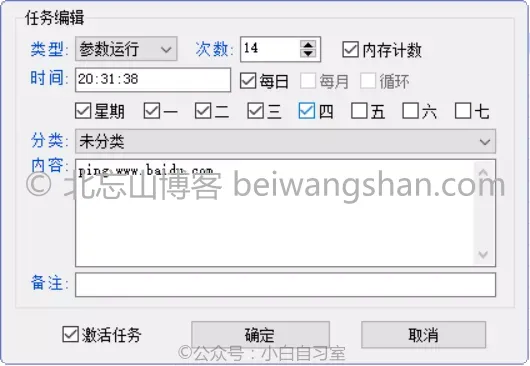 任务编辑
类型: 参数运行 次数: 14 内存计数
时间: 20:31:38 每日 每月 循环
星期 一 二 三 四 五 六 七
分类: 未分类
内容: ping www.baidu.com
© 北忘山博客 beiwangshan.com
备注:
激活任务 确定 取消
©公众号：小白自习室